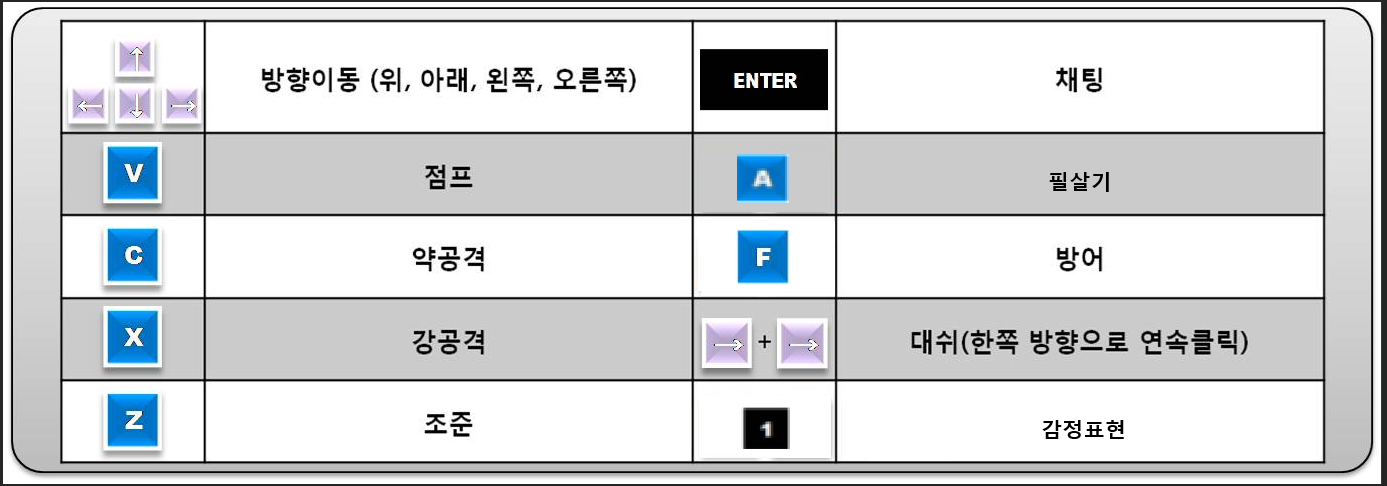 방향이동 (위, 아래, 왼쪽, 오른쪽)
ENTER
채팅
V
점프
A
필살기
C
약공격
F
방어
X
강공격
+
대쉬(한쪽 방향으로 연속클릭)
Z
조준
1
감정표현